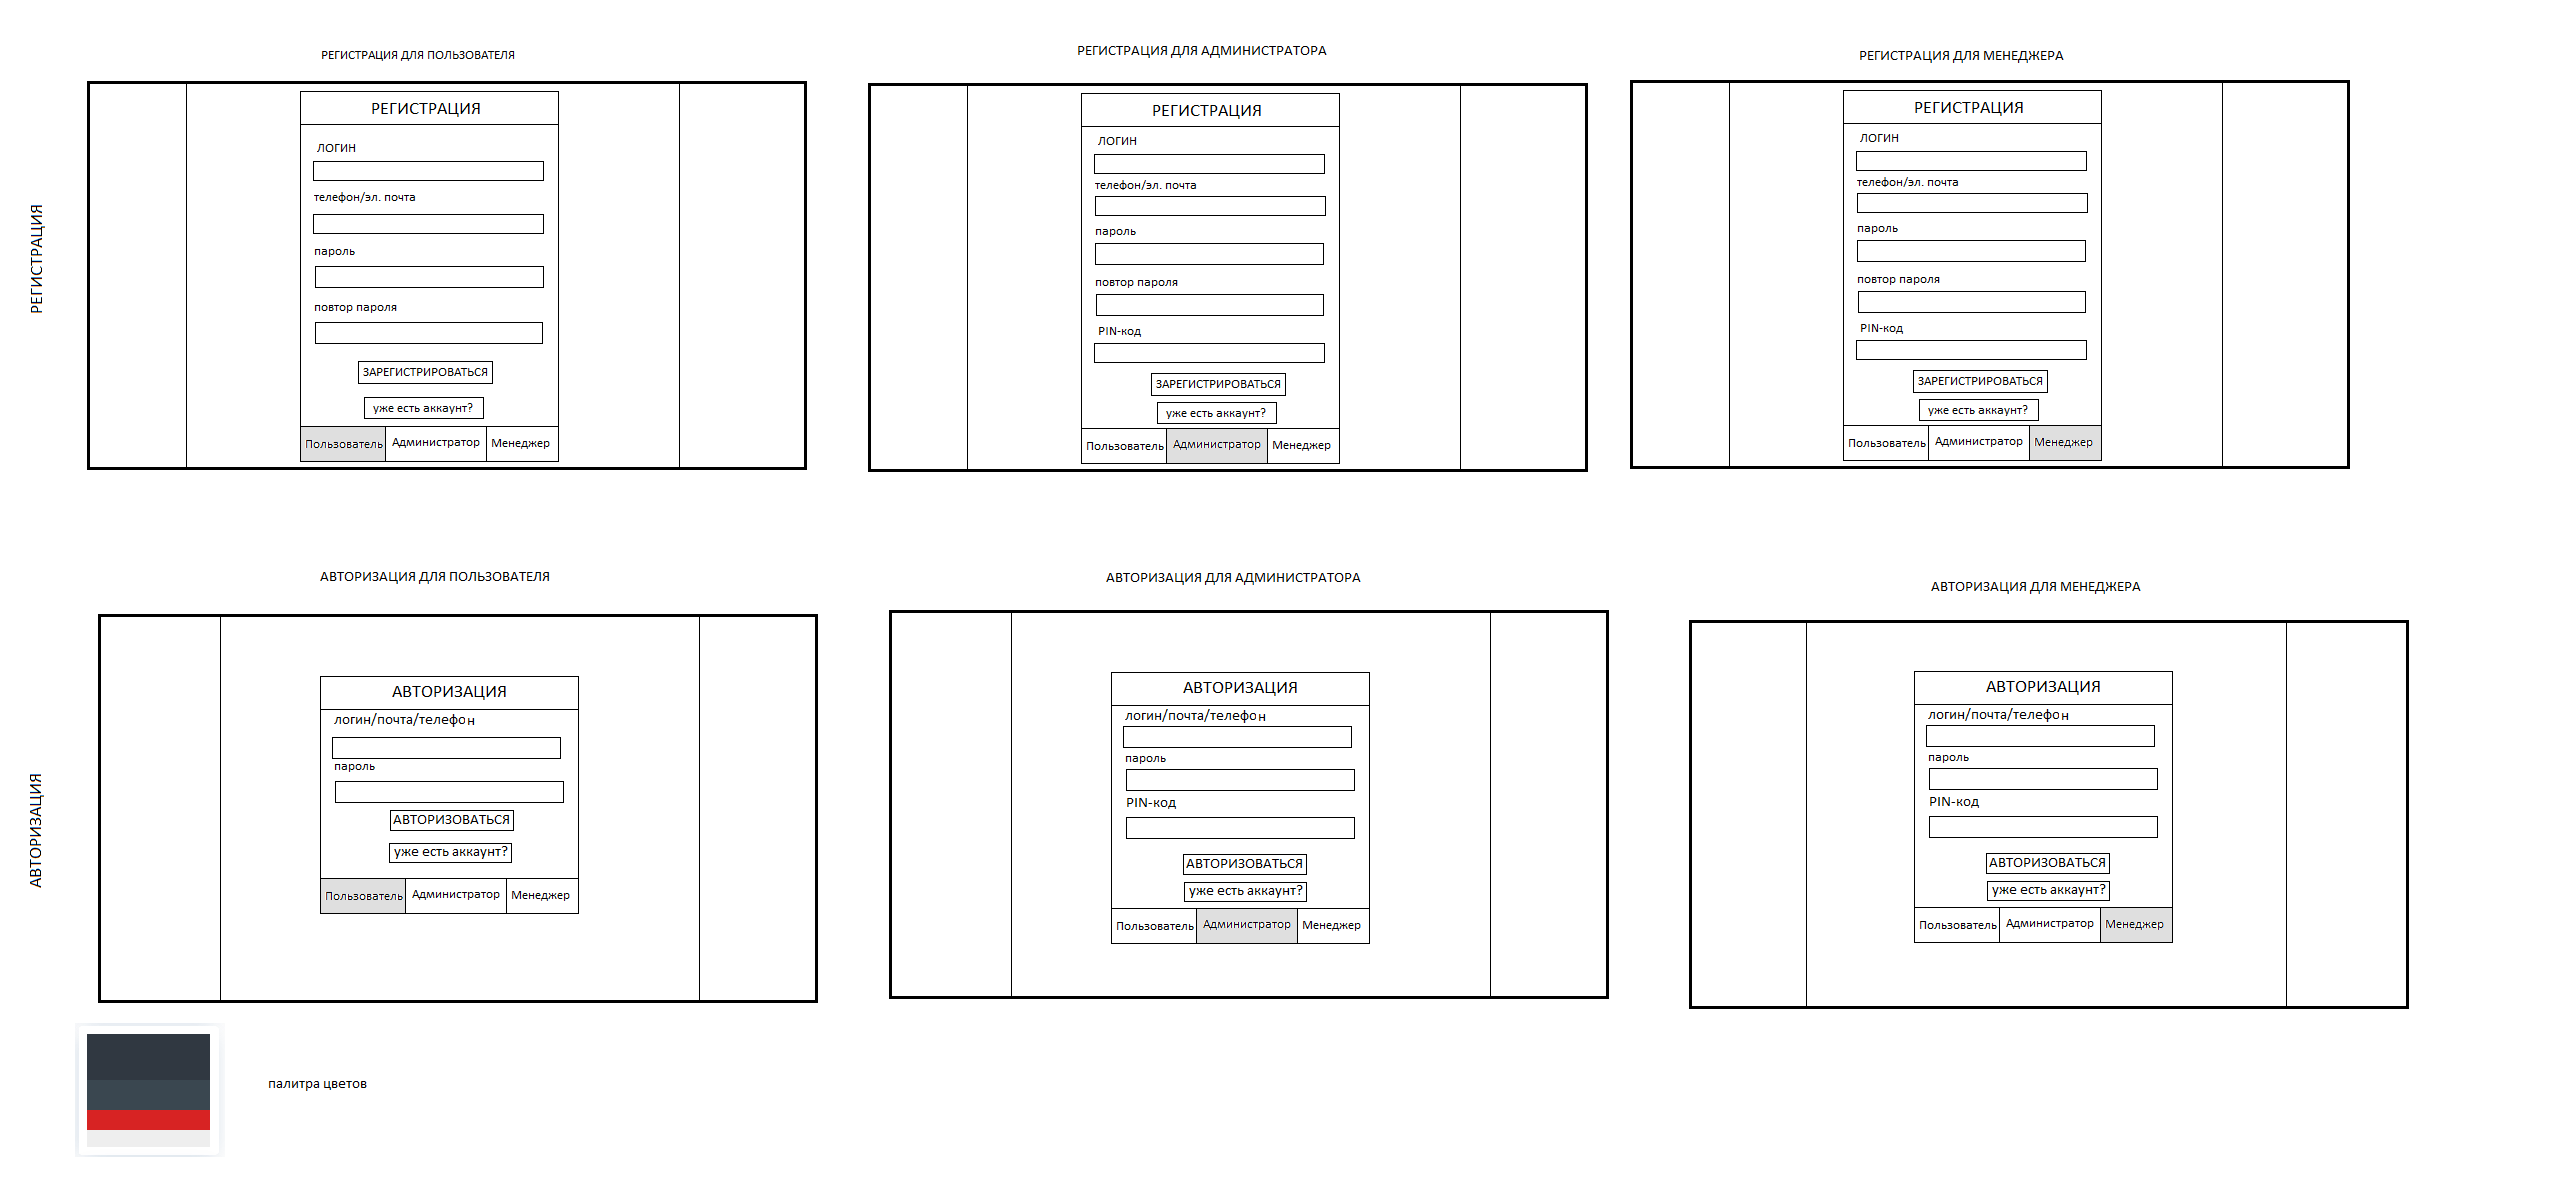 РЕГИСТРАЦИЯ
РЕГИСТРАЦИЯ ДЛЯ ПОЛЬЗОВАТЕЛЯ
РЕГИСТРАЦИЯ
ЛОГИН
телефон/эл. почта
пароль
повтор пароля
ЗАРЕГИСТРИРОВАТЬСЯ
уже есть аккаунт?
Пользователь Администратор Менеджер
РЕГИСТРАЦИЯ ДЛЯ АДМИНИСТРАТОРА
РЕГИСТРАЦИЯ
ЛОГИН
телефон/эл. почта
пароль
повтор пароля
PIN-код
ЗАРЕГИСТРИРОВАТЬСЯ
уже есть аккаунт?
Пользователь Администратор Менеджер
РЕГИСТРАЦИЯ ДЛЯ МЕНЕДЖЕРА
РЕГИСТРАЦИЯ
ЛОГИН
телефон/эл. почта
пароль
повтор пароля
PIN-код
ЗАРЕГИСТРИРОВАТЬСЯ
уже есть аккаунт?
Пользователь Администратор Менеджер
АВТОРИЗАЦИЯ
АВТОРИЗАЦИЯ ДЛЯ ПОЛЬЗОВАТЕЛЯ
АВТОРИЗАЦИЯ
логин/почта/телефон
пароль
АВТОРИЗОВАТЬСЯ
уже есть аккаунт?
Пользователь Администратор Менеджер
АВТОРИЗАЦИЯ ДЛЯ АДМИНИСТРАТОРА
АВТОРИЗАЦИЯ
логин/почта/телефон
пароль
PIN-код
АВТОРИЗОВАТЬСЯ
уже есть аккаунт?
Пользователь Администратор Менеджер
АВТОРИЗАЦИЯ ДЛЯ МЕНЕДЖЕРА
АВТОРИЗАЦИЯ
логин/почта/телефон
пароль
PIN-код
АВТОРИЗОВАТЬСЯ
уже есть аккаунт?
Пользователь Администратор Менеджер
палитра цветов